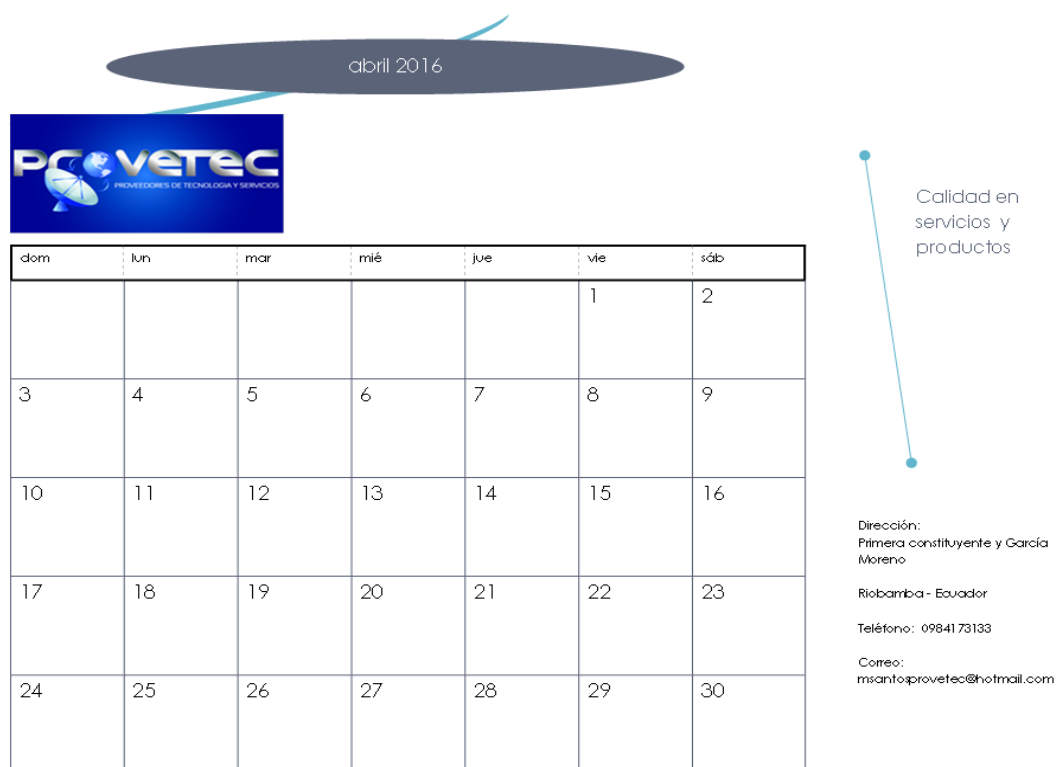 abril 2016
PROVETEC
PROVEEDORES DE TECNOLOGIA Y SERVICIOS
Calidad en
servicios y
productos
dom lun mar mié jue vie sáb
1 2
3 4 5 6 7 8 9
10 11 12 13 14 15 16
17 18 19 20 21 22 23
24 25 26 27 28 29 30
Dirección:
Primera constituyente y García
Moreno
Riobamba - Ecuador
Teléfono: 0984173133
Correo:
msantosprovetec@hotmail.com